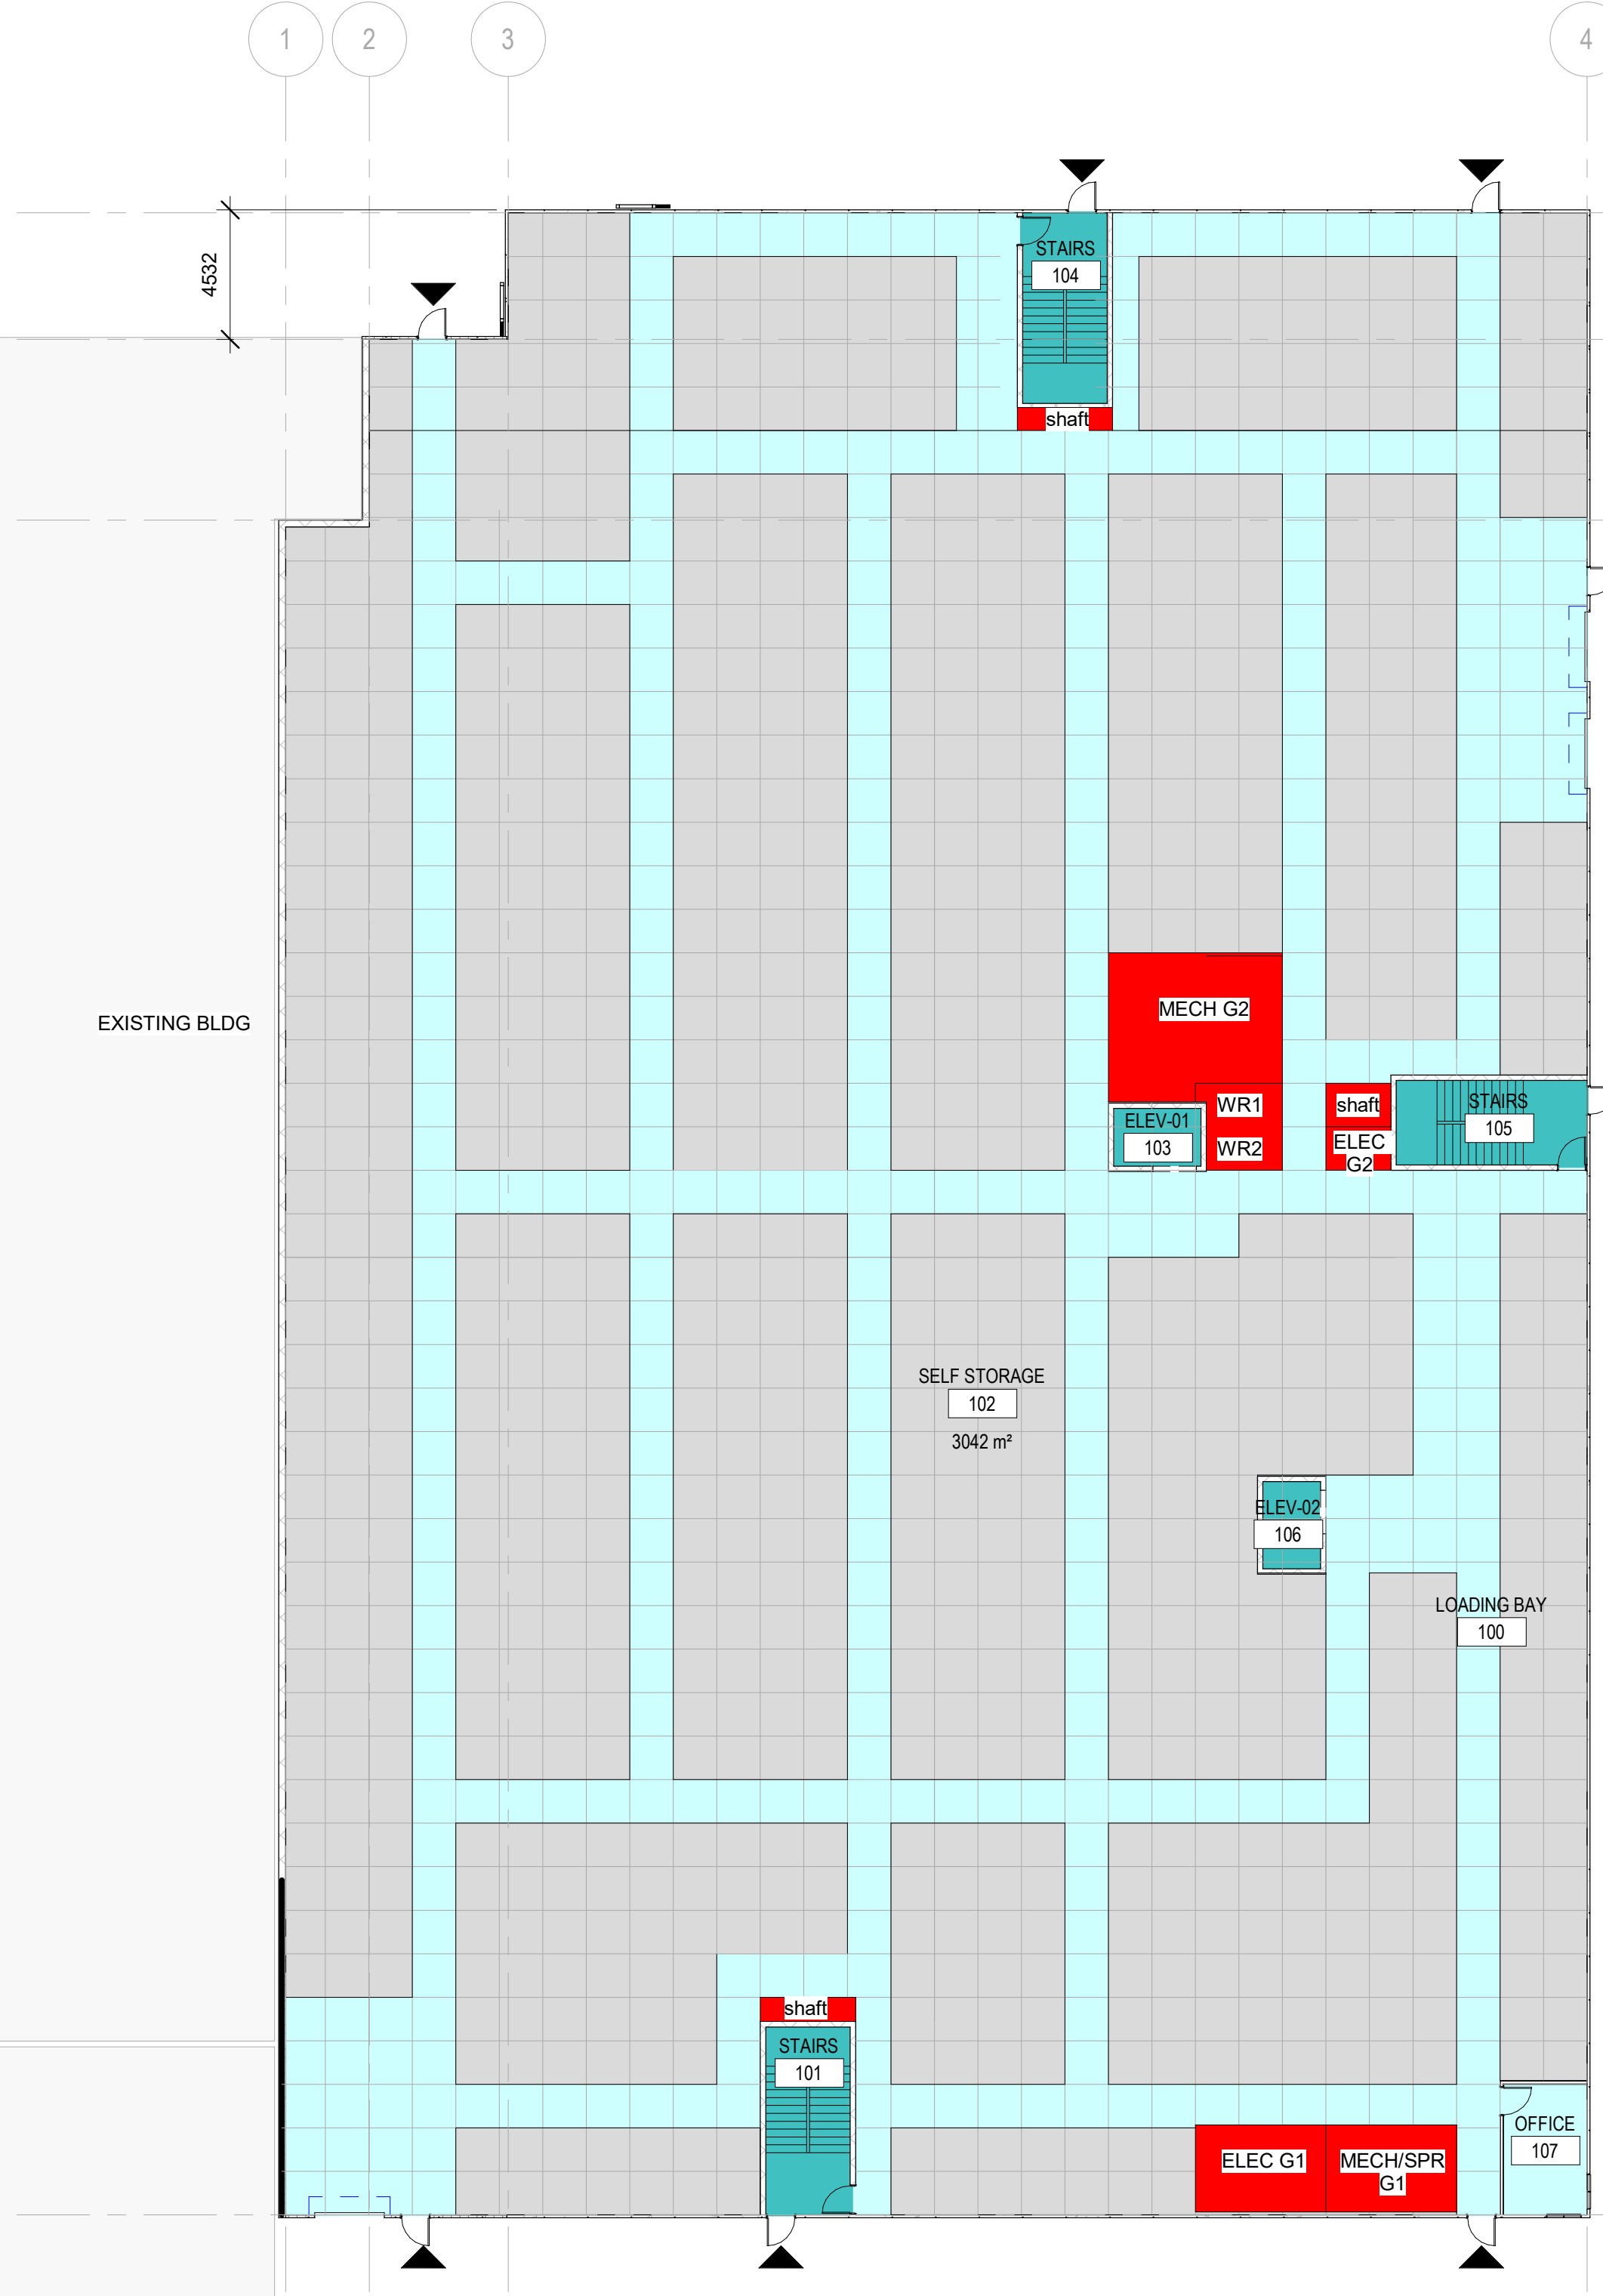 1
2
3
4
4532
STAIRS
104
shaft
EXISTING BLDG
MECH G2
WR1
WR2
ELEV-01
103
shaft
ELEC
G2
STAIRS
105
SELF STORAGE
102
3042 m²
ELEV-02
106
LOADING BAY
100
shaft
STAIRS
101
ELEC G1
MECH/SPR
G1
OFFICE
107